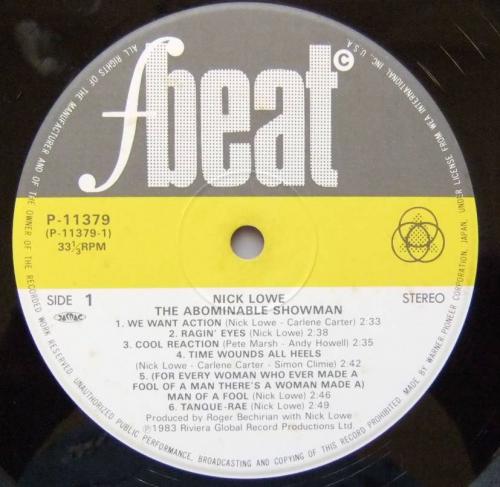 fbeat
©
P-11379
(P-11379-1)
33⅓RPM
SIDE 1
STEREO
JASRAC
NICK LOWE
THE ABOMINABLE SHOWMAN
1. WE WANT ACTION (Nick Lowe - Carlene Carter) 2:33
2. RAGIN' EYES (Nick Lowe) 2:38
3. COOL REACTION (Pete Marsh - Andy Howell) 2:35
4. TIME WOUNDS ALL HEELS
(Nick Lowe - Carlene Carter - Simon Climie) 2:42
5. (FOR EVERY WOMAN WHO EVER MADE A
FOOL OF A MAN THERE'S A WOMAN MADE A)
MAN OF A FOOL (Nick Lowe) 2:46
6. TANQUE-RAE (Nick Lowe) 2:49
Produced by Roger Bechirian with Nick Lowe
℗1983 Riviera Global Record Productions Ltd.
ALL RIGHTS OF THE MANUFACTURER AND OF THE OWNER OF THE RECORDED WORK RESERVED. UNAUTHORIZED PUBLIC PERFORMANCE, BROADCASTING AND COPYING OF THIS RECORD PROHIBITED. MADE BY WARNER-PIONEER CORPORATION, JAPAN, UNDER LICENSE FROM WEA INTERNATIONAL INC., U.S.A.